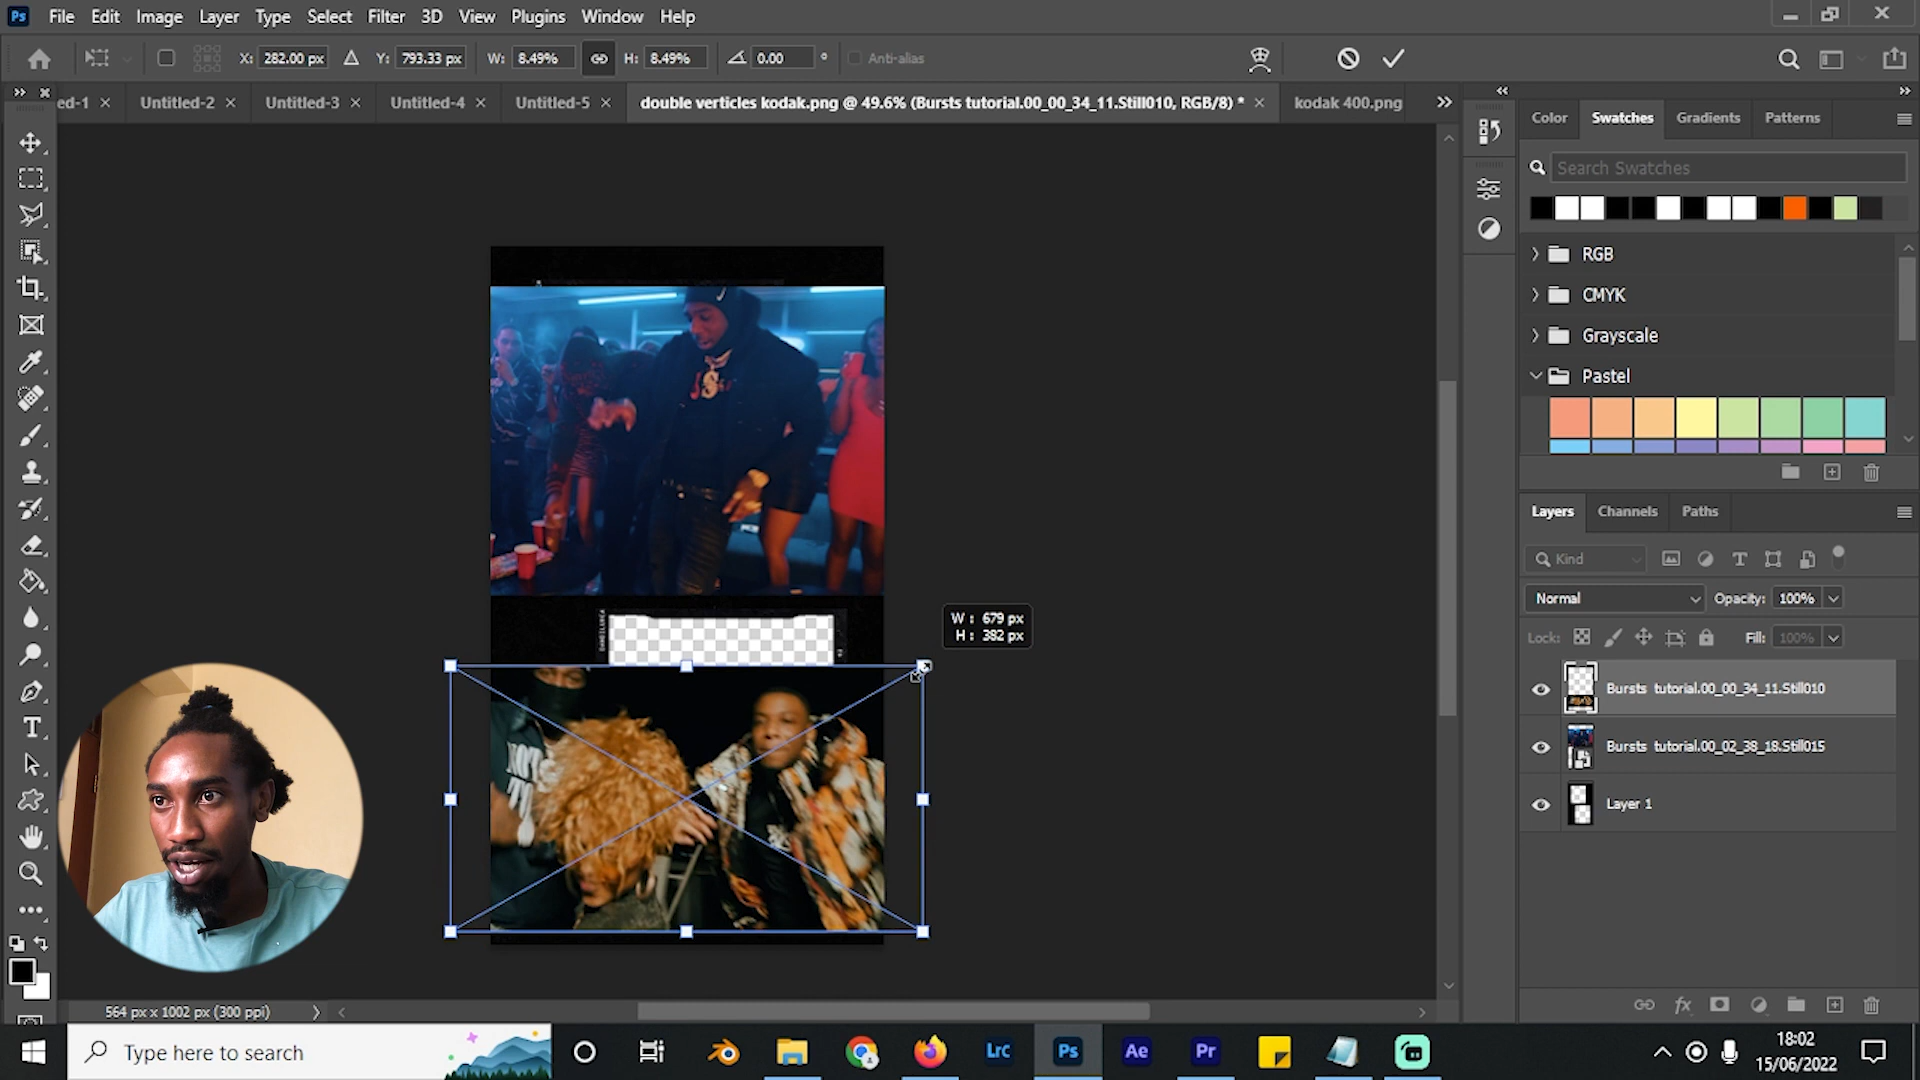 Ps File Edit Image Layer Type Select Filter 3D View Plugins Window Help
X: 282.00 px Y: 793.33 px W: 8.49% H: 8.49% 0.00 ° Anti-alias
ed-1 × Untitled-2 × Untitled-3 × Untitled-4 × Untitled-5 × double verticles kodak.png @ 49.6% (Bursts tutorial.00_00_34_11.Still010, RGB/8) * × kodak 400.png
Color Swatches Gradients Patterns
Search Swatches
RGB
CMYK
Grayscale
Pastel
W : 679 px
H : 382 px
Layers Channels Paths
Kind
Normal Opacity: 100%
Lock: Fill: 100%
Bursts tutorial.00_00_34_11.Still010
Bursts tutorial.00_02_38_18.Still015
Layer 1
564 px x 1002 px (300 ppi)
Type here to search
Lrc Ps Ae Pr
18:02
15/06/2022